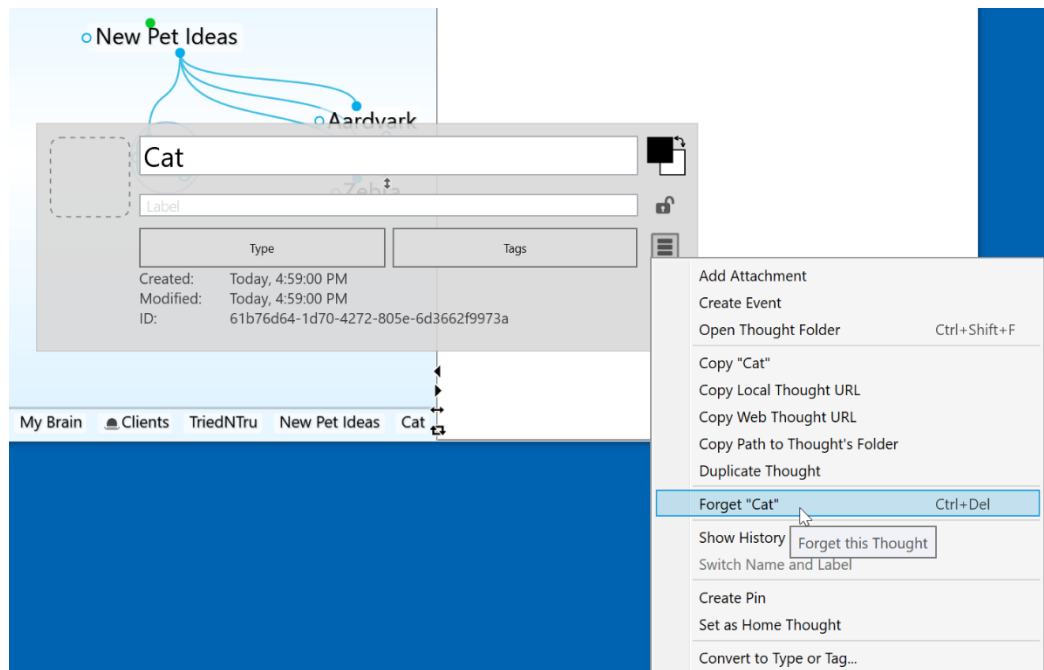 New Pet Ideas
Aardvark
Cat
Zebra
Label
Type
Tags
Created: Today, 4:59:00 PM
Modified: Today, 4:59:00 PM
ID: 61b76d64-1d70-4272-805e-6d3662f9973a
My Brain Clients TriedNTru New Pet Ideas Cat
Add Attachment
Create Event
Open Thought Folder Ctrl+Shift+F
Copy "Cat"
Copy Local Thought URL
Copy Web Thought URL
Copy Path to Thought's Folder
Duplicate Thought
Forget "Cat" Ctrl+Del
Show History
Forget this Thought
Switch Name and Label
Create Pin
Set as Home Thought
Convert to Type or Tag...